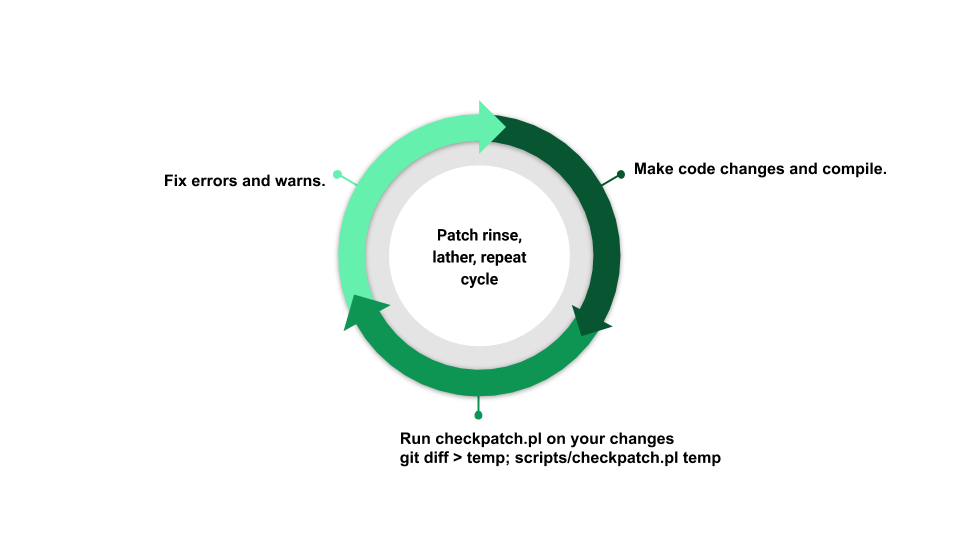 Make code changes and compile.
Fix errors and warns.
Patch rinse,
lather, repeat
cycle
Run checkpatch.pl on your changes
git diff > temp; scripts/checkpatch.pl temp